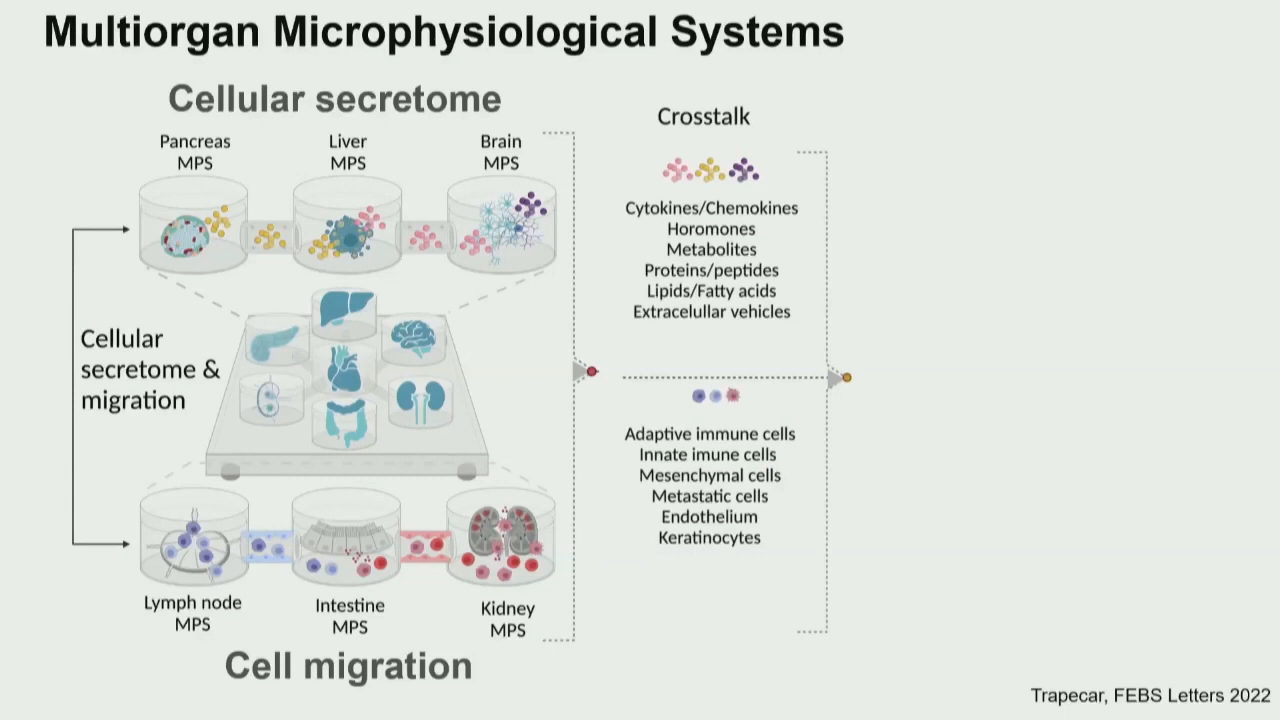 Multiorgan Microphysiological Systems
Cellular secretome
Pancreas
MPS
Liver
MPS
Brain
MPS
Cellular
secretome &
migration
Lymph node
MPS
Intestine
MPS
Kidney
MPS
Cell migration
Crosstalk
Cytokines/Chemokines
Horomones
Metabolites
Proteins/peptides
Lipids/Fatty acids
Extracelullar vehicles
Adaptive immune cells
Innate imune cells
Mesenchymal cells
Metastatic cells
Endothelium
Keratinocytes
Trapecar, FEBS Letters 2022